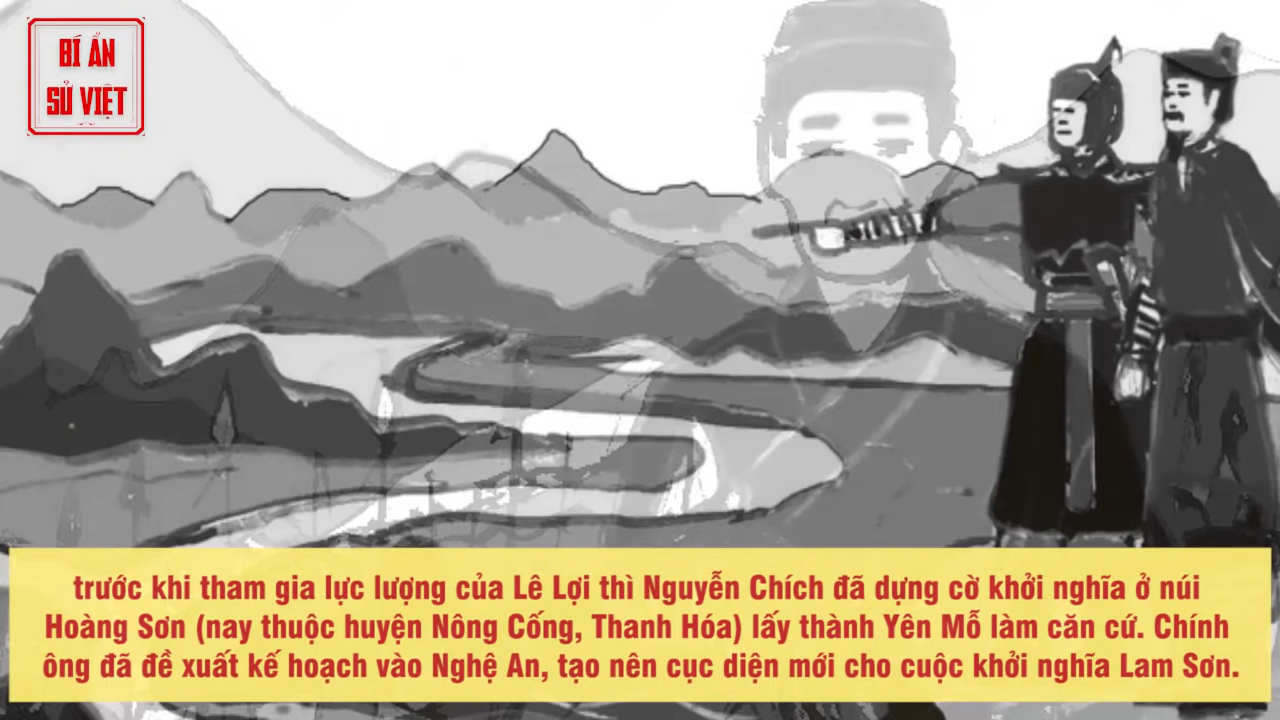 BÍ ẨN
SỬ VIỆT
trước khi tham gia lực lượng của Lê Lợi thì Nguyễn Chích đã dựng cờ khởi nghĩa ở núi
Hoàng Sơn (nay thuộc huyện Nông Cống, Thanh Hóa) lấy thành Yên Mỗ làm căn cứ. Chính
ông đã đề xuất kế hoạch vào Nghệ An, tạo nên cục diện mới cho cuộc khởi nghĩa Lam Sơn.